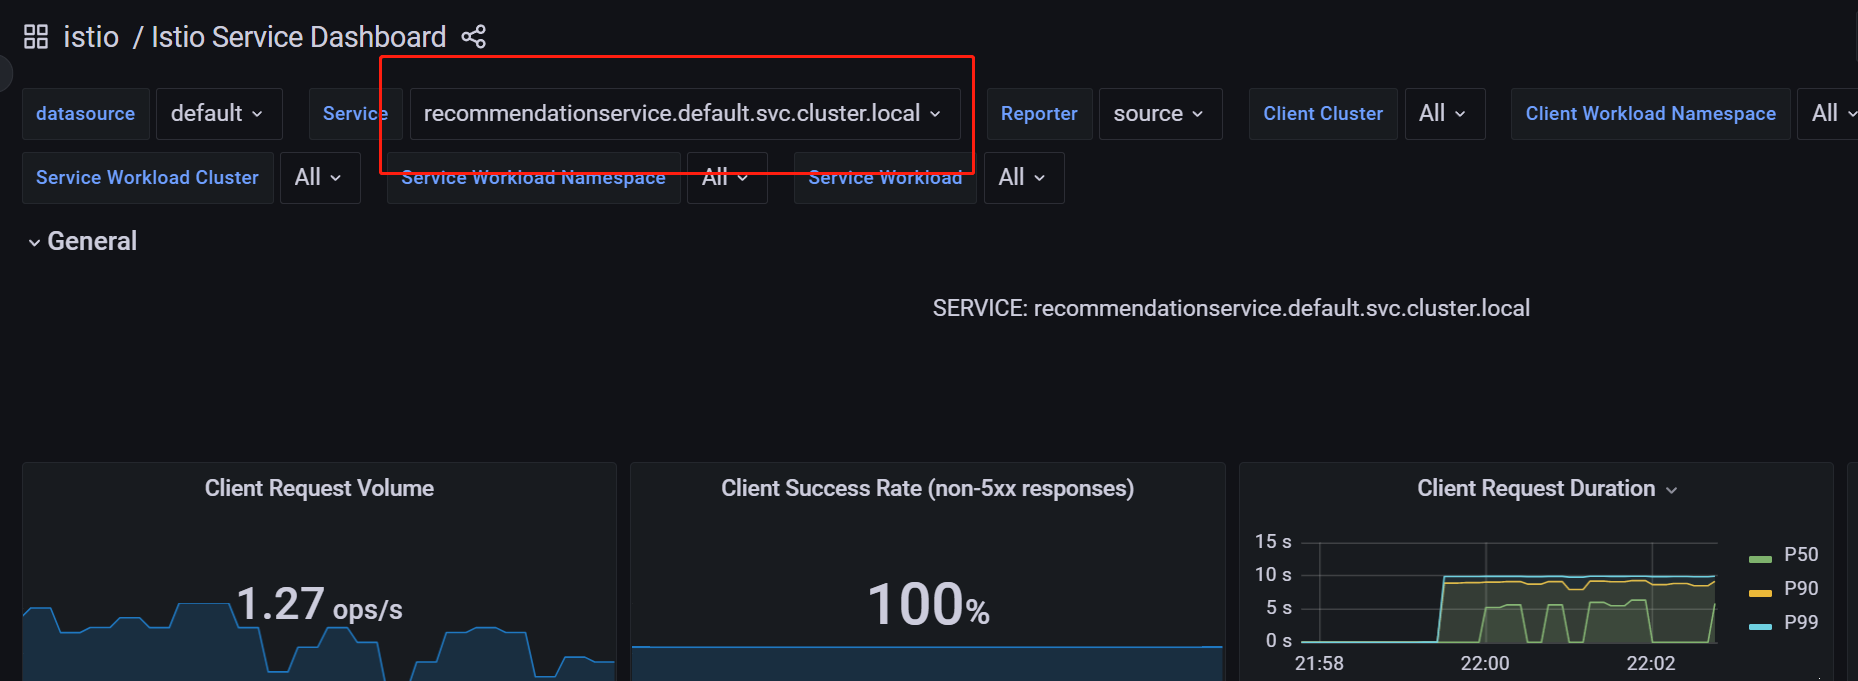 istio / Istio Service Dashboard
datasource default Service recommendationservice.default.svc.cluster.local Reporter source Client Cluster All Client Workload Namespace All
Service Workload Cluster All Service Workload Namespace All Service Workload All
General
SERVICE: recommendationservice.default.svc.cluster.local
Client Request Volume
1.27 ops/s
Client Success Rate (non-5xx responses)
100%
Client Request Duration
15 s
10 s
5 s
0 s
21:58 22:00 22:02
P50
P90
P99